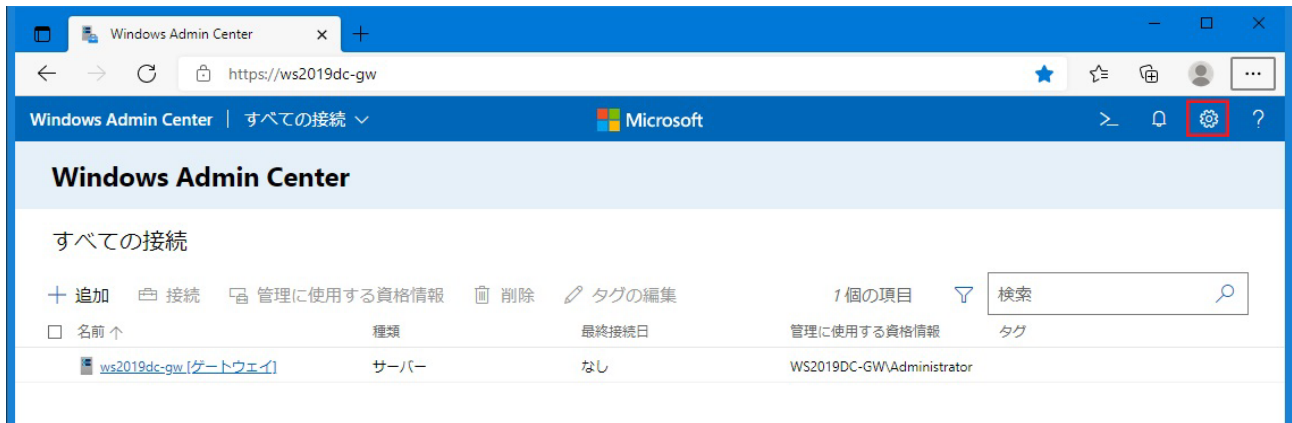 Windows Admin Center
https://ws2019dc-gw
Windows Admin Center | すべての接続 Microsoft ?
Windows Admin Center
すべての接続
追加 接続 管理に使用する資格情報 削除 タグの編集 1個の項目 検索
名前 種類 最終接続日 管理に使用する資格情報 タグ
ws2019dc-gw [ゲートウェイ] サーバー なし WS2019DC-GW\Administrator